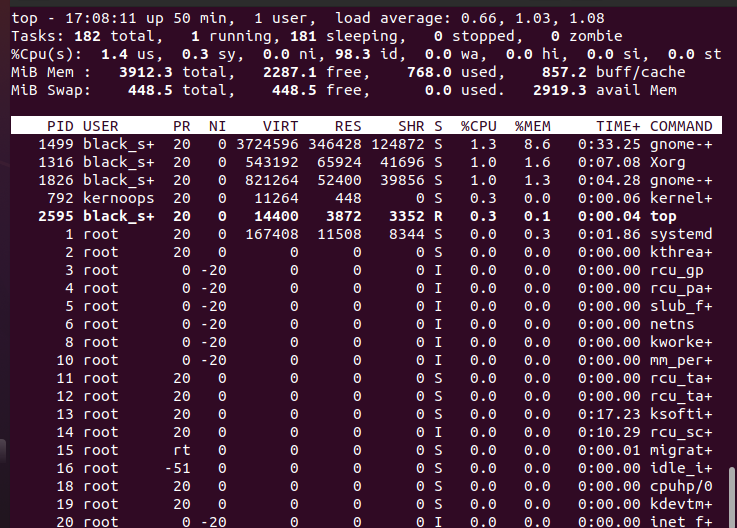 top - 17:08:11 up 50 min,  1 user,  load average: 0.66, 1.03, 1.08
Tasks: 182 total,   1 running, 181 sleeping,   0 stopped,   0 zombie
%Cpu(s):  1.4 us,  0.3 sy,  0.0 ni, 98.3 id,  0.0 wa,  0.0 hi,  0.0 si,  0.0 st
MiB Mem :   3912.3 total,   2287.1 free,    768.0 used,    857.2 buff/cache
MiB Swap:    448.5 total,    448.5 free,      0.0 used.   2919.3 avail Mem
PID USER      PR  NI    VIRT    RES    SHR S  %CPU  %MEM     TIME+ COMMAND
1499 black_s+  20   0 3724596 346428 124872 S   1.3   8.6   0:33.25 gnome-+
1316 black_s+  20   0  543192  65924  41696 S   1.0   1.6   0:07.08 Xorg
1826 black_s+  20   0  821264  52400  39856 S   1.0   1.3   0:04.28 gnome-+
792 kernoops  20   0   11264    448      0 S   0.3   0.0   0:00.06 kernel+
2595 black_s+  20   0   14400   3872   3352 R   0.3   0.1   0:00.04 top
1 root      20   0  167408  11508   8344 S   0.0   0.3   0:01.86 systemd
2 root      20   0       0      0      0 S   0.0   0.0   0:00.00 kthrea+
3 root       0 -20       0      0      0 I   0.0   0.0   0:00.00 rcu_gp
4 root       0 -20       0      0      0 I   0.0   0.0   0:00.00 rcu_pa+
5 root       0 -20       0      0      0 I   0.0   0.0   0:00.00 slub_f+
6 root       0 -20       0      0      0 I   0.0   0.0   0:00.00 netns
8 root       0 -20       0      0      0 I   0.0   0.0   0:00.00 kworke+
10 root       0 -20       0      0      0 I   0.0   0.0   0:00.00 mm_per+
11 root      20   0       0      0      0 S   0.0   0.0   0:00.00 rcu_ta+
12 root      20   0       0      0      0 S   0.0   0.0   0:00.00 rcu_ta+
13 root      20   0       0      0      0 S   0.0   0.0   0:17.23 ksofti+
14 root      20   0       0      0      0 I   0.0   0.0   0:10.29 rcu_sc+
15 root      rt   0       0      0      0 S   0.0   0.0   0:00.01 migrat+
16 root     -51   0       0      0      0 S   0.0   0.0   0:00.00 idle_i+
18 root      20   0       0      0      0 S   0.0   0.0   0:00.00 cpuhp/0
19 root      20   0       0      0      0 S   0.0   0.0   0:00.00 kdevtm+
20 root       0 -20       0      0      0 I   0.0   0.0   0:00.00 inet_f+